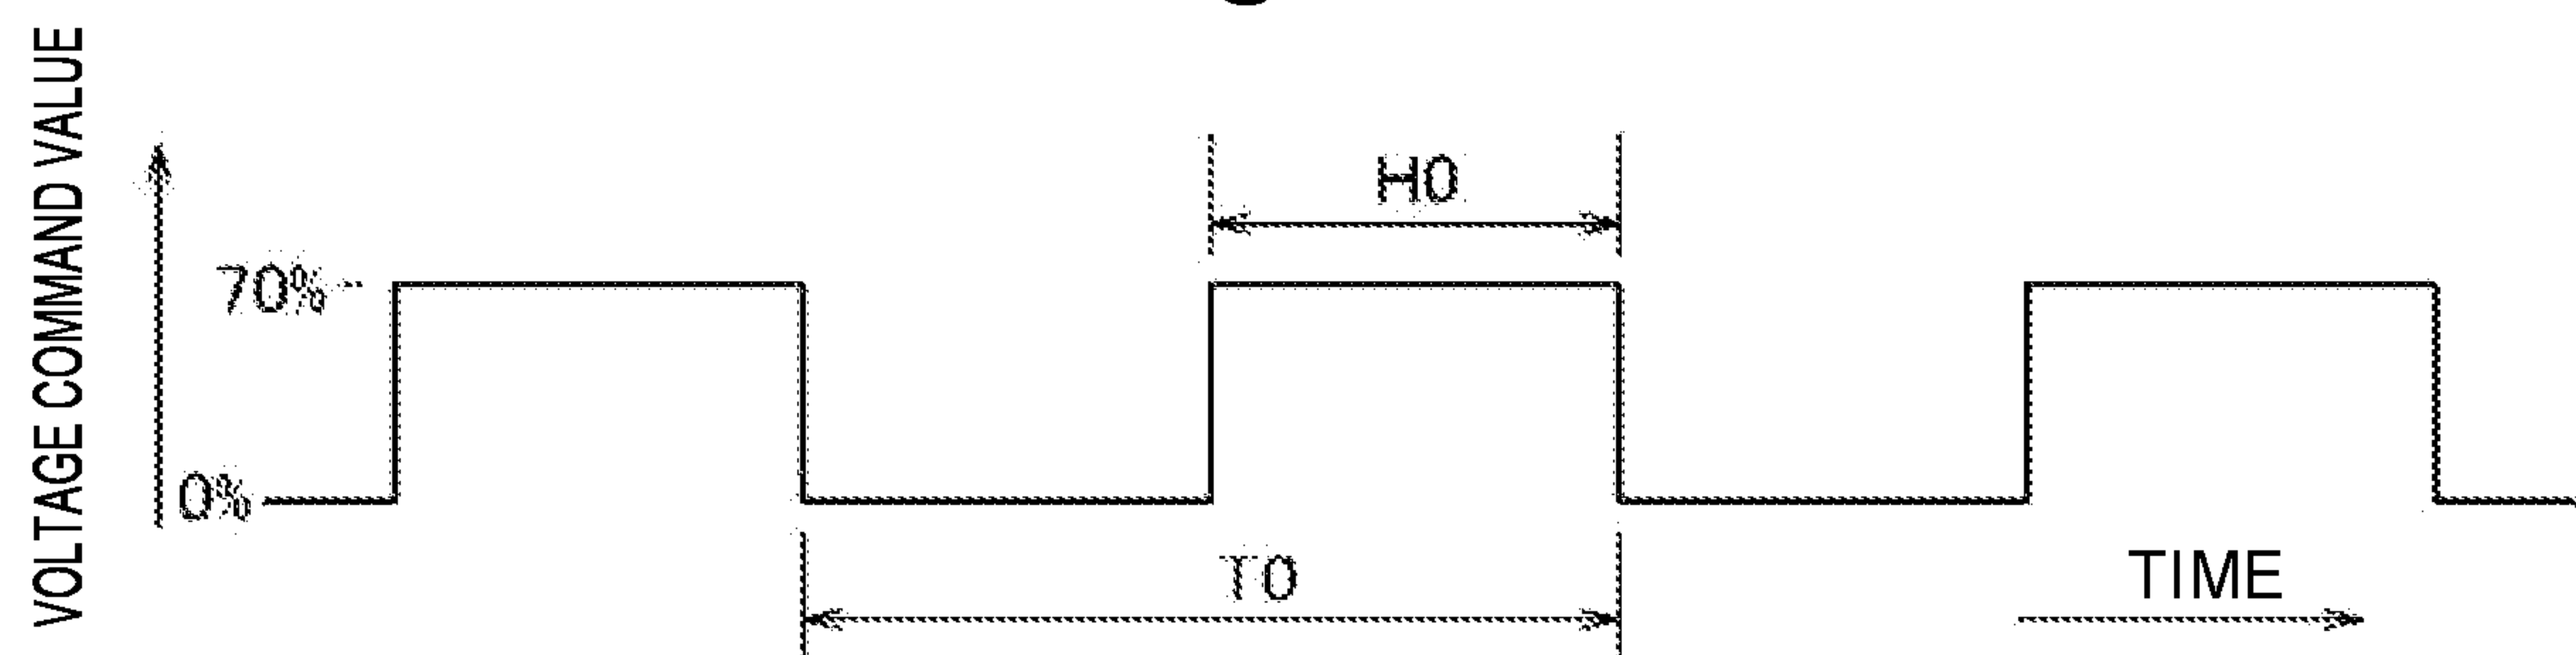 VOLTAGE COMMAND VALUE
H0
70%
0%
T0
TIME